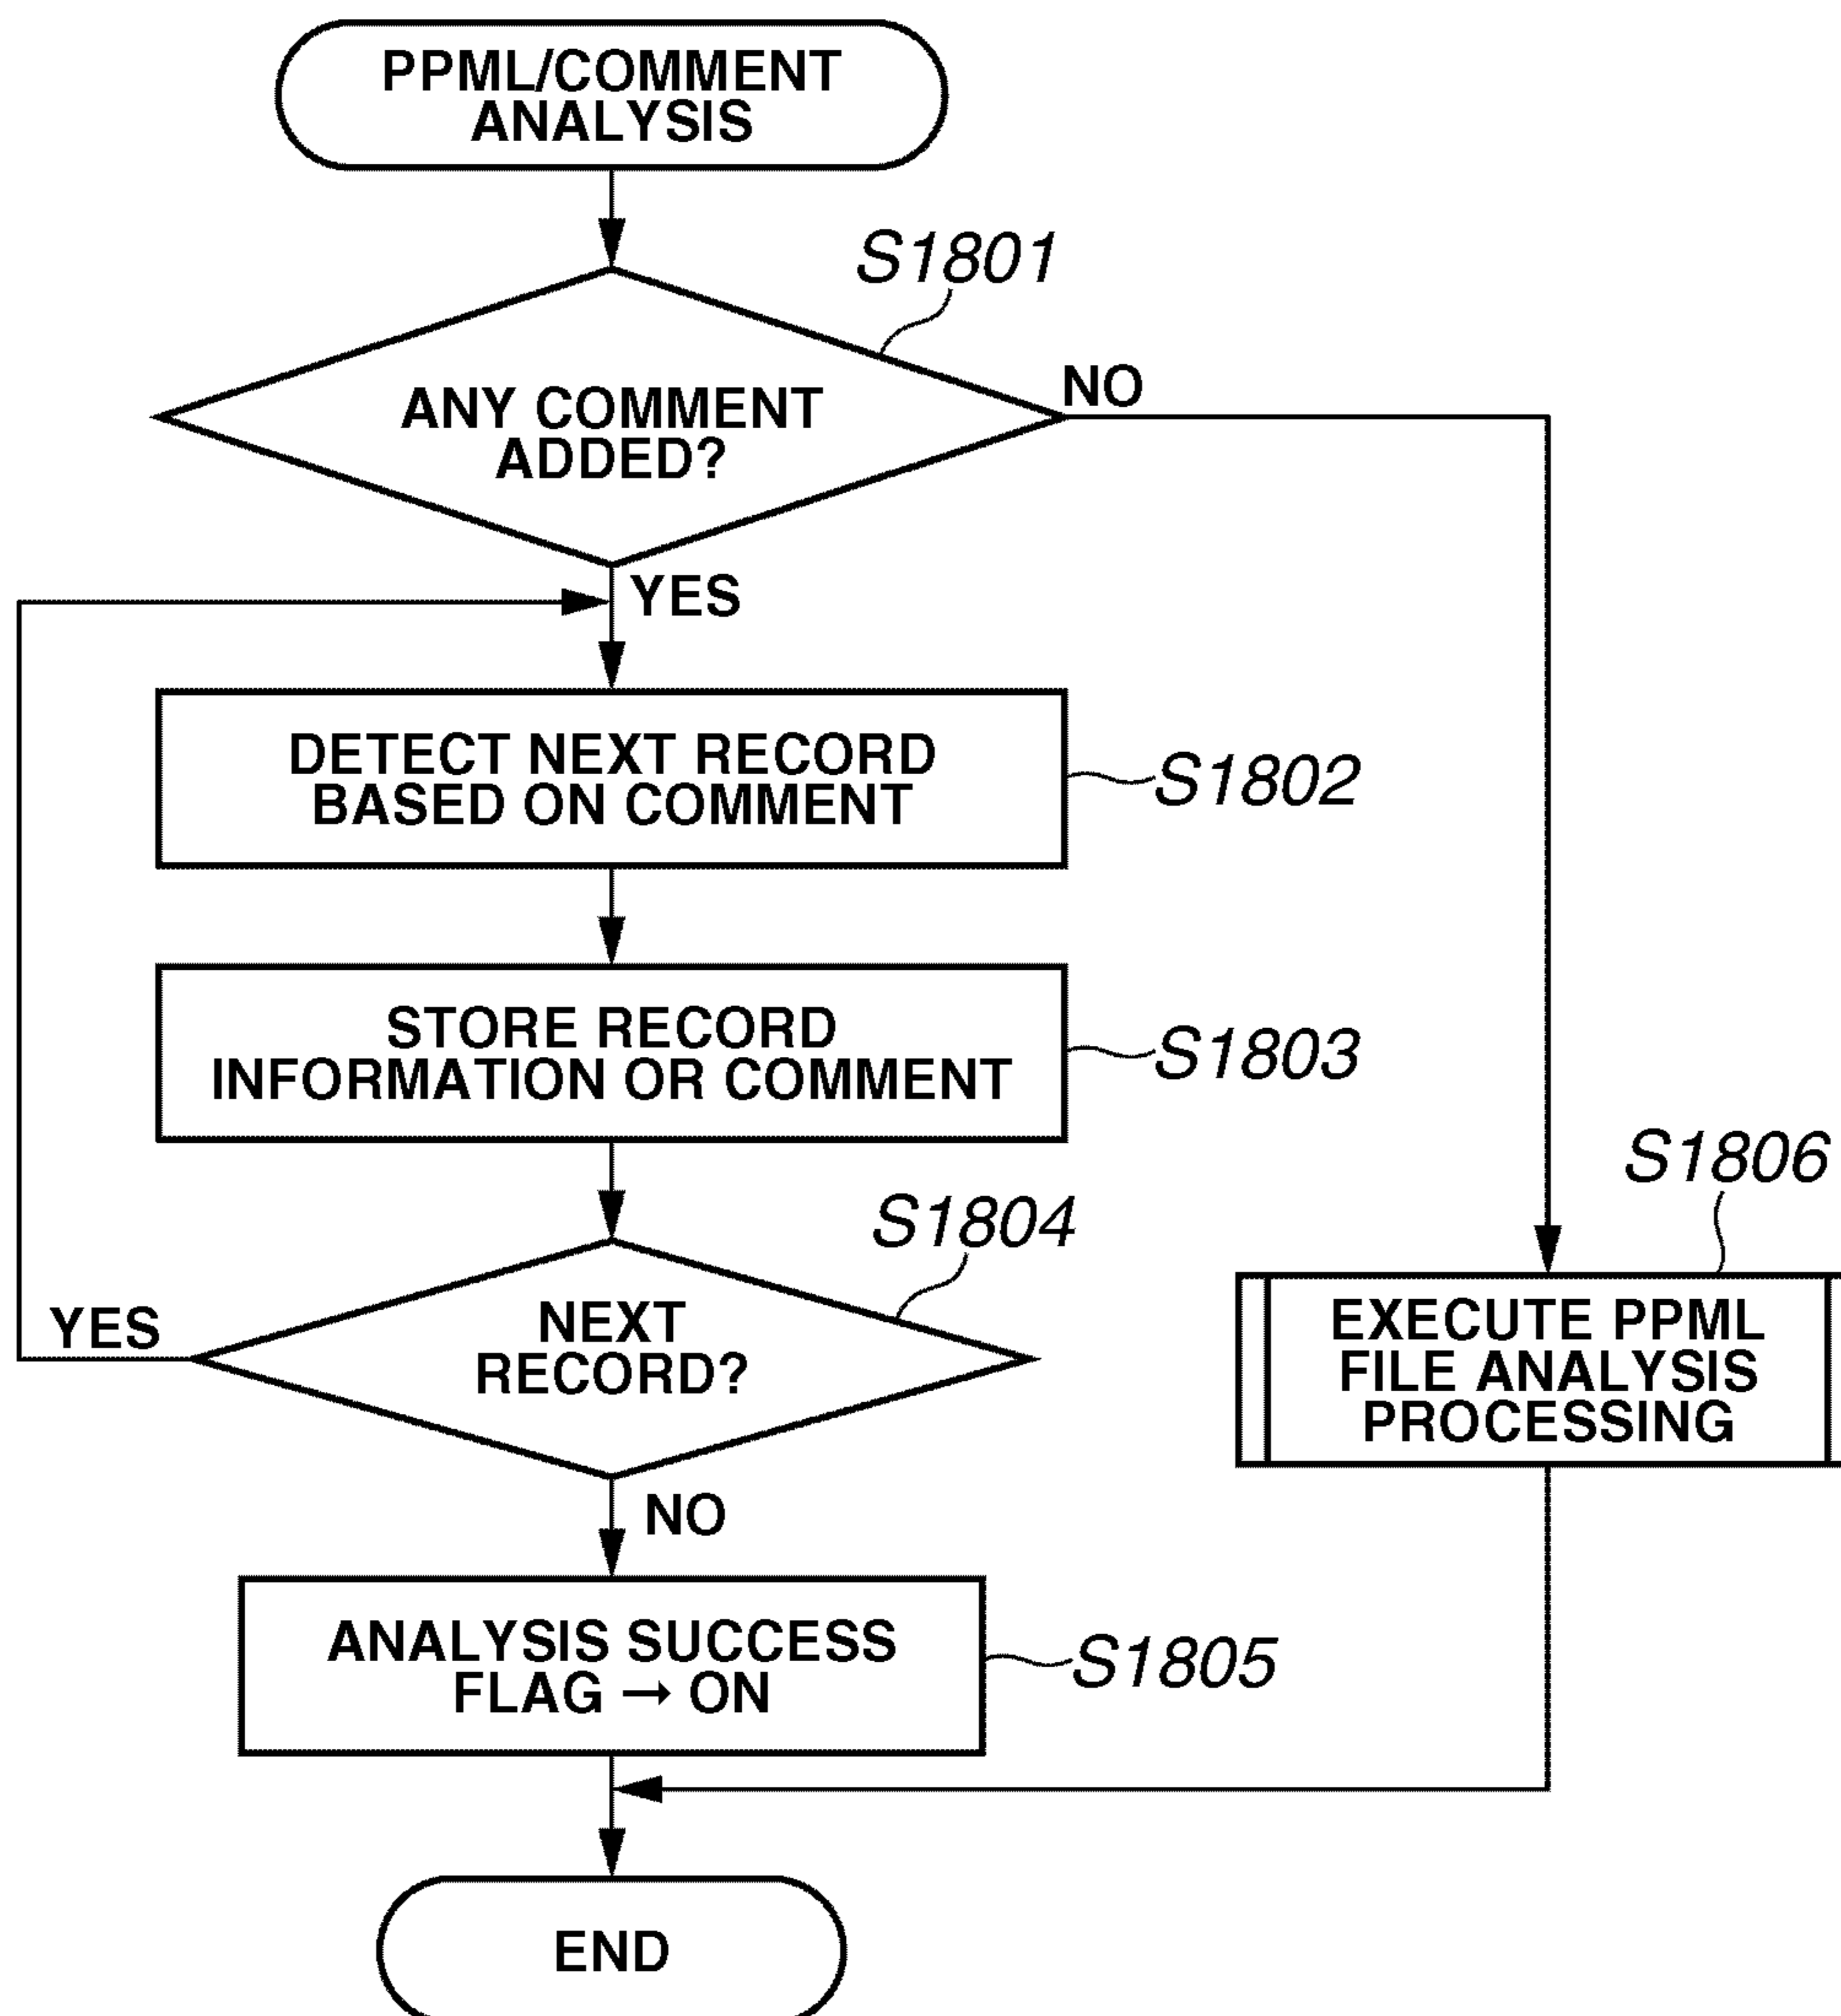 PPML/COMMENT
ANALYSIS
S1801
ANY COMMENT
ADDED?
NO
YES
DETECT NEXT RECORD
BASED ON COMMENT
S1802
STORE RECORD
INFORMATION OR COMMENT
S1803
S1804
NEXT
RECORD?
YES
NO
S1806
EXECUTE PPML
FILE ANALYSIS
PROCESSING
ANALYSIS SUCCESS
FLAG → ON
S1805
END